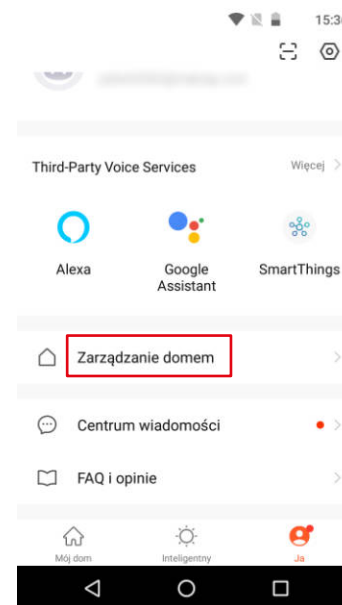 15:3
Third-Party Voice Services
Więcej
Alexa
Google
Assistant
SmartThings
Zarządzanie domem
Centrum wiadomości
FAQ i opinie
Mój dom
Inteligentny
Ja